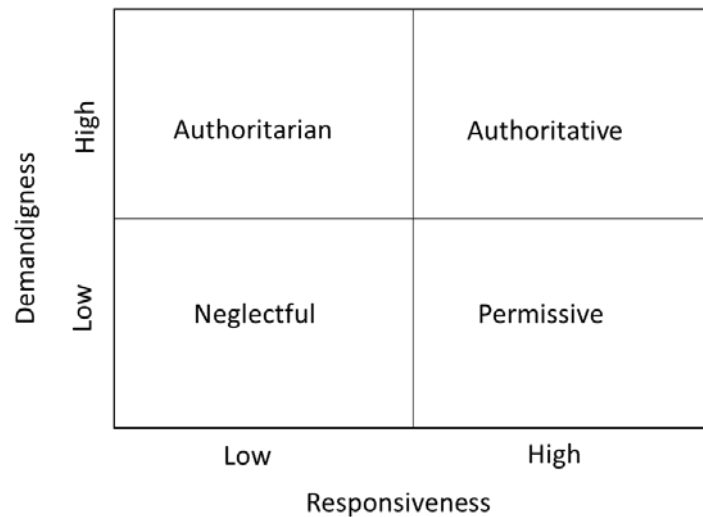 Demandigness
High
Authoritarian
Authoritative
Low
Neglectful
Permissive
Low
High
Responsiveness